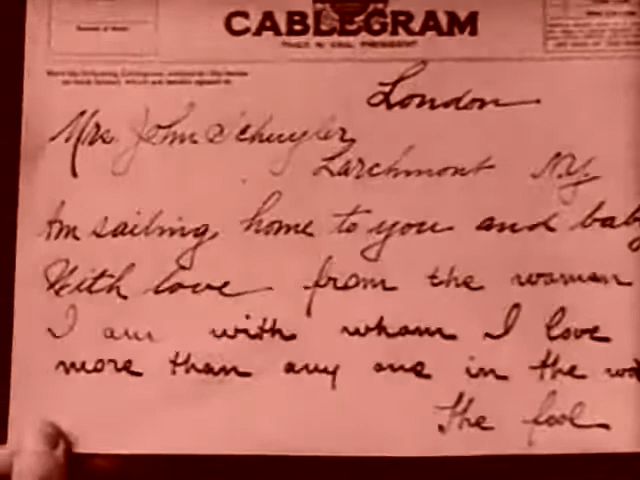 CABLEGRAM
London
Mrs John Schuyler
Larchmont N.Y.
Am sailing home to you and baby
With love from the woman
I am with whom I love
more than any one in the
The fool